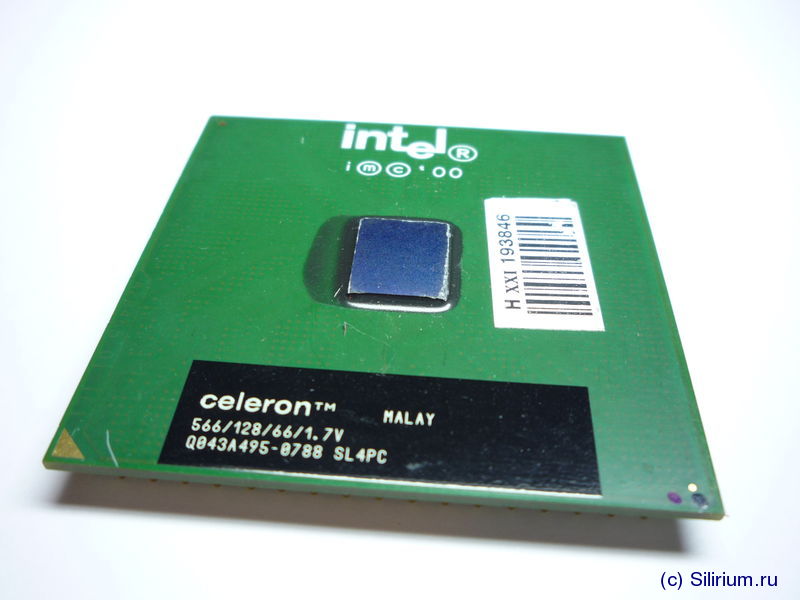 intel®
i ⓜ © '00
H XXI 193846
celeron™ MALAY
566/128/66/1.7V
Q043A495-0788 SL4PC
(c) Silirium.ru